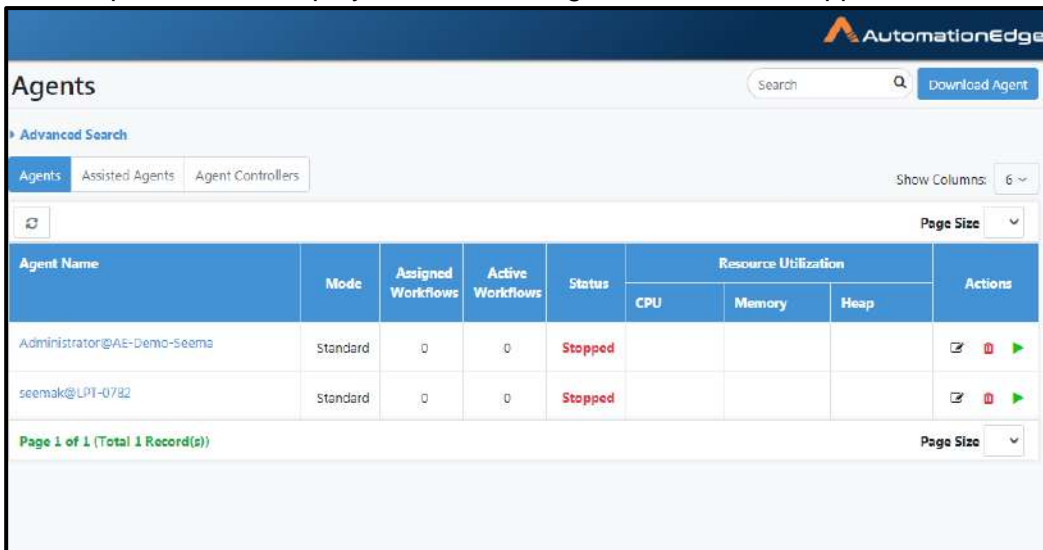 AutomationEdge
Agents
Search
Download Agent
Advanced Search
Agents Assisted Agents Agent Controllers
Show Columns: 6
Page Size
Agent Name Mode Assigned Workflows Active Workflows Status Resource Utilization Actions
CPU Memory Heap
Administrator@AE-Demo-Seema Standard 0 0 Stopped
seemak@LPT-0782 Standard 0 0 Stopped
Page 1 of 1 (Total 1 Record(s)) Page Size